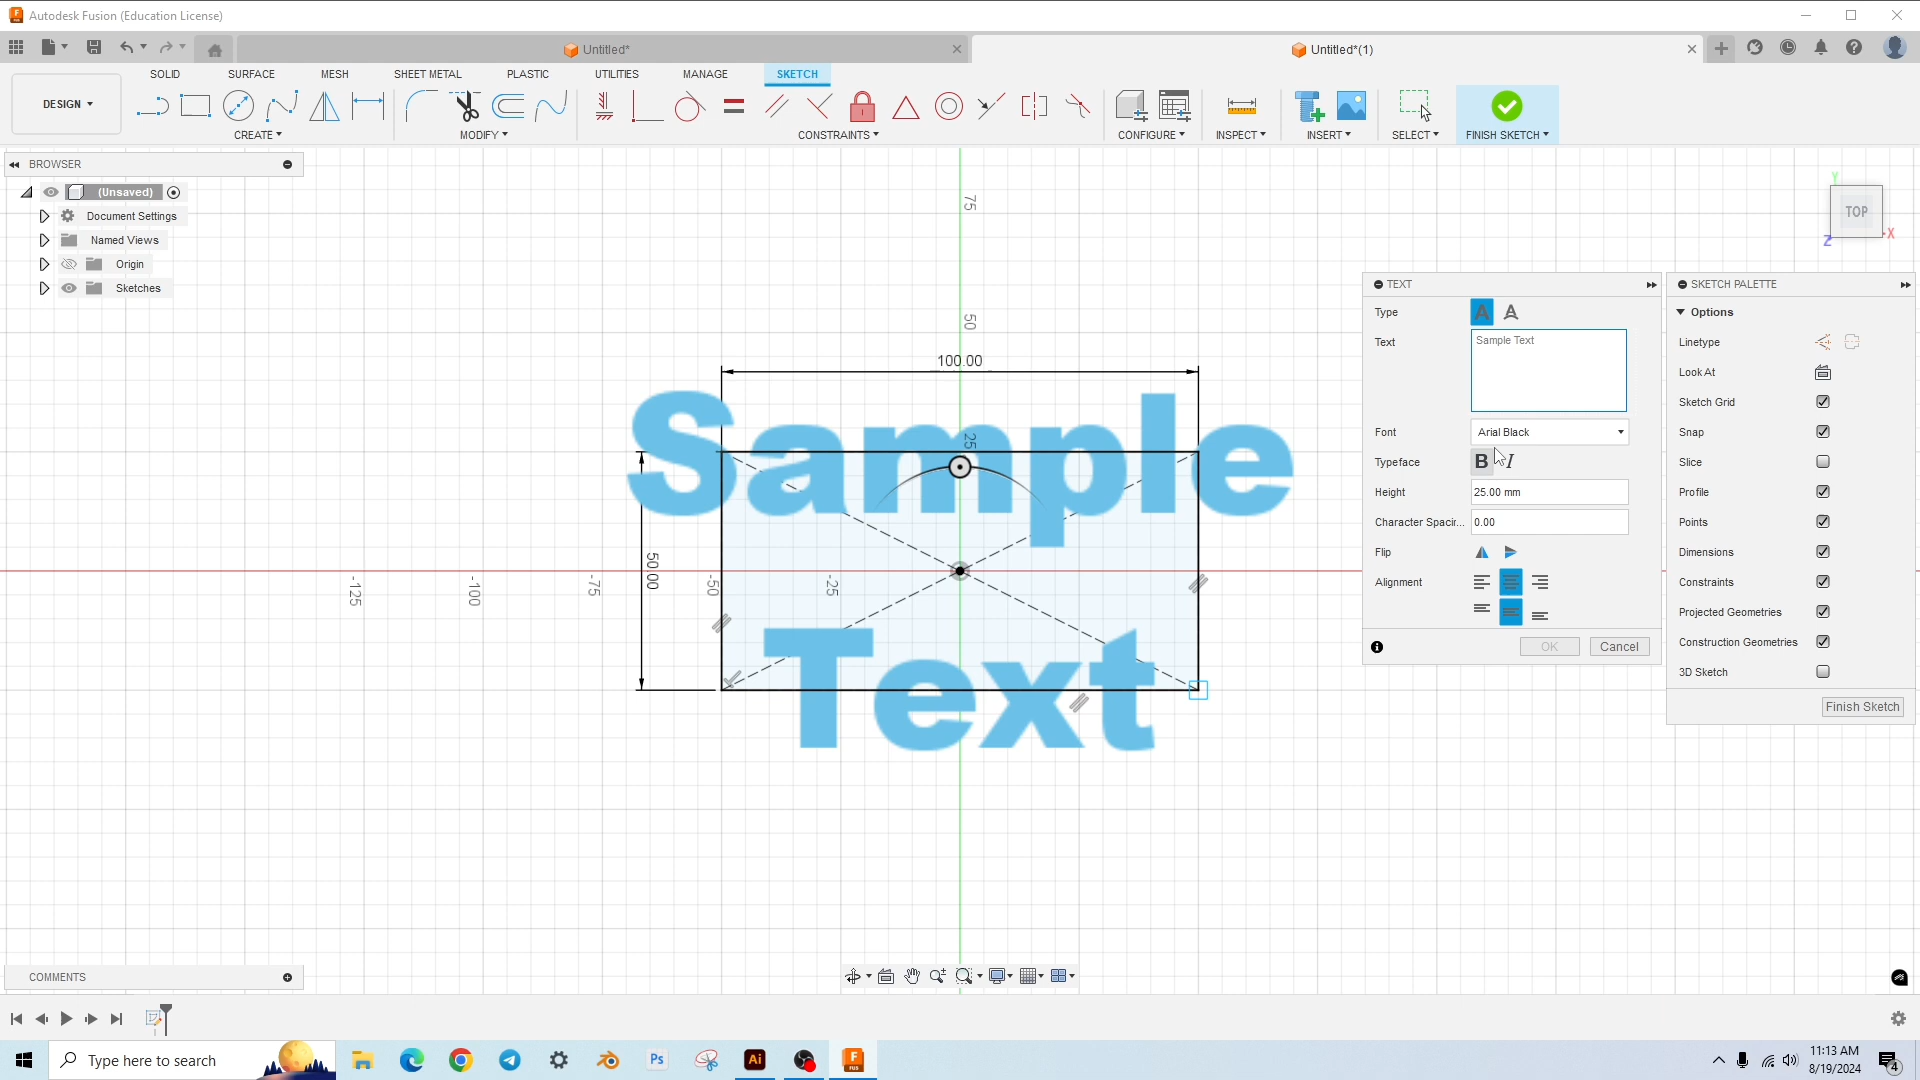 Autodesk Fusion (Education License)
Untitled*
Untitled*(1)
DESIGN
SOLID
SURFACE
MESH
SHEET METAL
PLASTIC
UTILITIES
MANAGE
SKETCH
CREATE
MODIFY
CONSTRAINTS
CONFIGURE
INSPECT
INSERT
SELECT
FINISH SKETCH
BROWSER
(Unsaved)
Document Settings
Named Views
Origin
Sketches
TOP
Y
X
Z
75
50
25
100.00
50.00
-125
-100
-75
-50
-25
Sample
Text
TEXT
Type
Text
Sample Text
Font
Arial Black
Typeface
B I
Height
25.00 mm
Character Spacin...
0.00
Flip
Alignment
OK
Cancel
SKETCH PALETTE
Options
Linetype
Look At
Sketch Grid
Snap
Slice
Profile
Points
Dimensions
Constraints
Projected Geometries
Construction Geometries
3D Sketch
Finish Sketch
COMMENTS
Type here to search
Ps
Ai
F
FUS
11:13 AM
8/19/2024
4